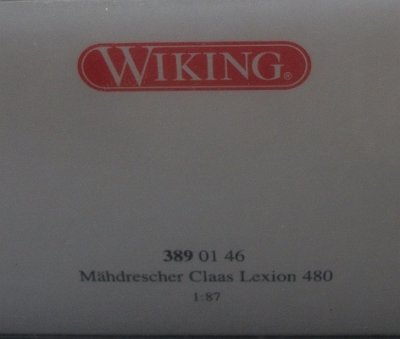 WIKING®
389 01 46
Mähdrescher Claas Lexion 480
1:87